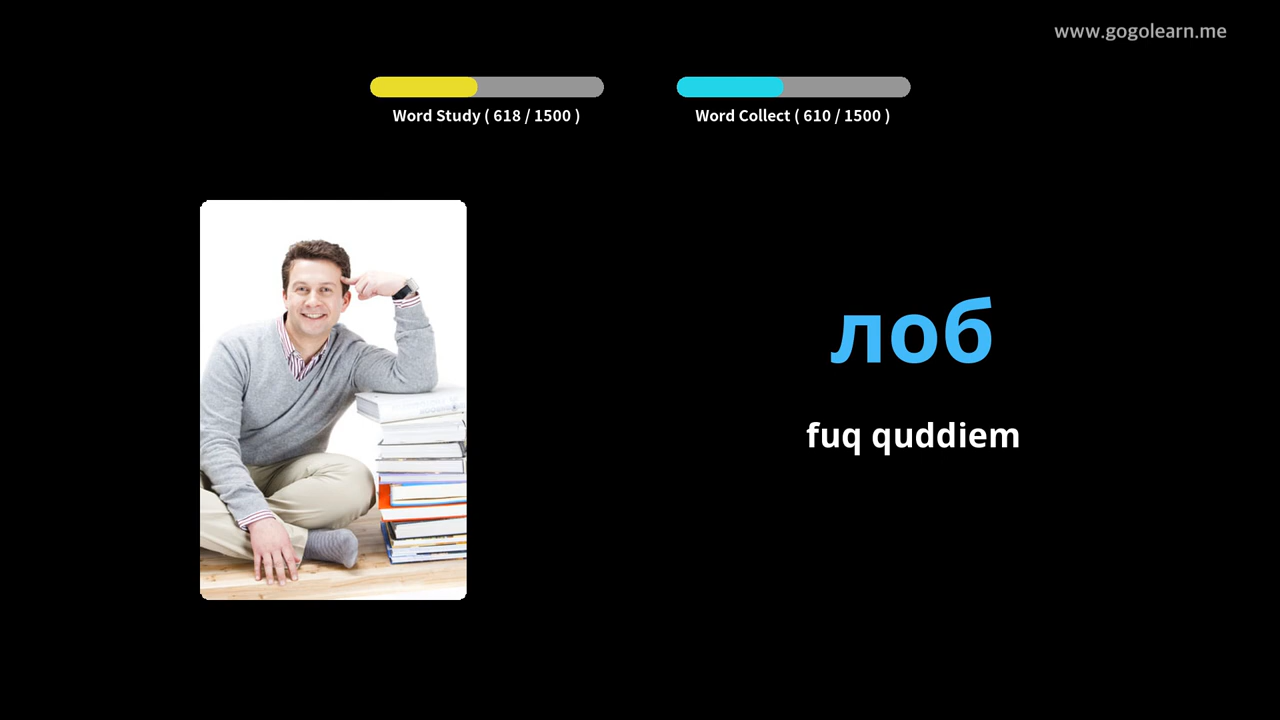 www.gogolearn.me
Word Study ( 618 / 1500 )
Word Collect ( 610 / 1500 )
лоб
fuq quddiem